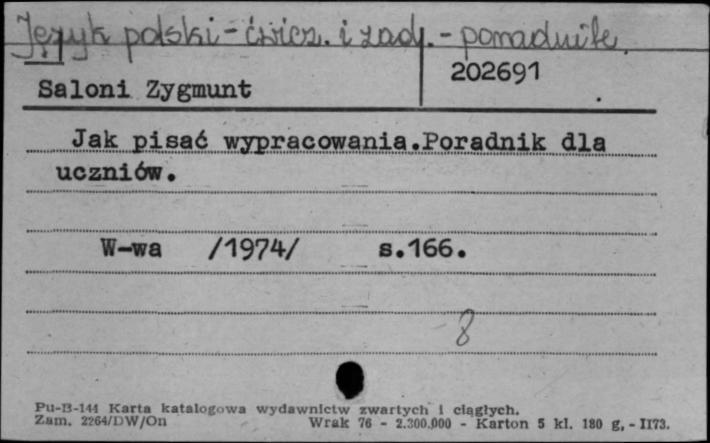 Język polski - ćwicz. i zad. - poradnik
202691
Saloni Zygmunt
Jak pisać wypracowania.Poradnik dla
uczniów.
W-wa /1974/ s.166.
8
Pu-B-144 Karta katalogowa wydawnictw zwartych i ciągłych.
Zam. 2264/DW/On Wrak 76 - 2.300.000 - Karton 5 kl. 180 g, - II73.